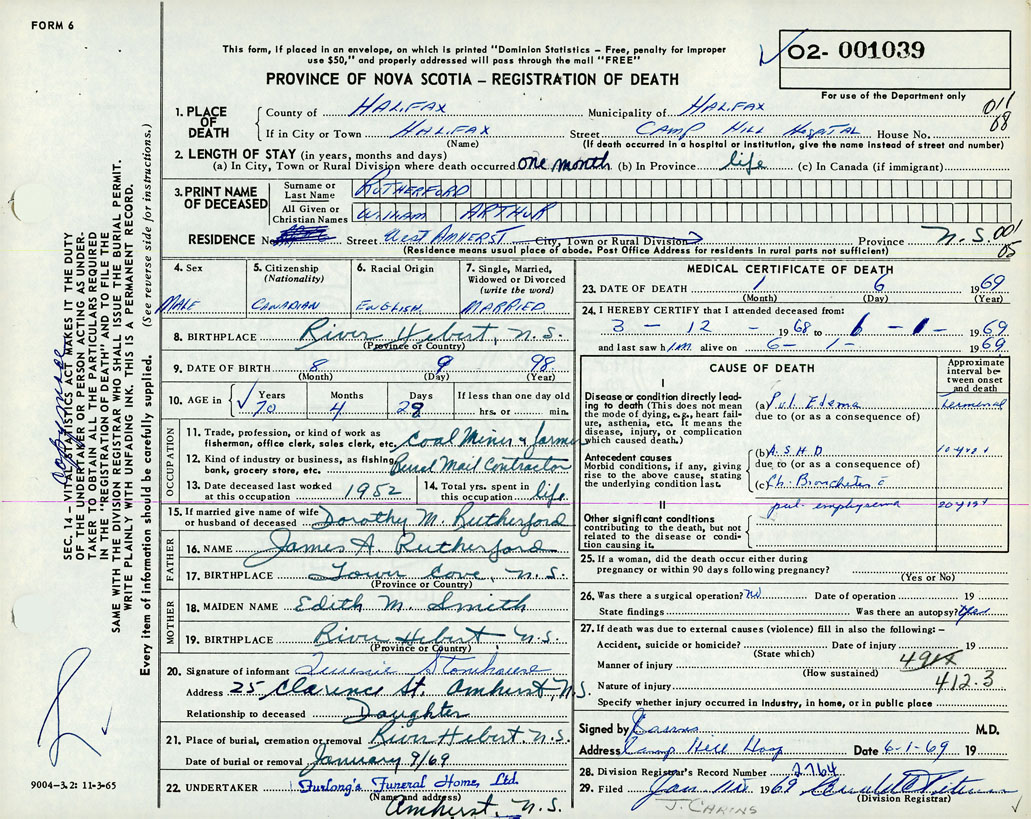 FORM 6
This form, if placed in an envelope, on which is printed "Dominion Statistics – Free, penalty for improper
use $50," and properly addressed will pass through the mail "FREE"
PROVINCE OF NOVA SCOTIA – REGISTRATION OF DEATH
02- 001039
For use of the Department only
011
68
1. PLACE OF DEATH
County of HALIFAX Municipality of HALIFAX
If in City or Town HALIFAX Street CAMP HILL HOSPITAL House No.
(Name) (If death occurred in a hospital or institution, give the name instead of street and number)
2. LENGTH OF STAY (in years, months and days)
(a) In City, Town or Rural Division where death occurred one month (b) In Province life (c) In Canada (if immigrant)
3. PRINT NAME OF DECEASED
Surname or Last Name RUTHERFORD
All Given or Christian Names William ARTHUR
RESIDENCE No. Street West AMHERST City, Town or Rural Division Province N.S. 001
05
(Residence means usual place of abode. Post Office Address for residents in rural parts not sufficient)
4. Sex MALE
5. Citizenship (Nationality) CANADIAN
6. Racial Origin ENGLISH
7. Single, Married, Widowed or Divorced (write the word) MARRIED
8. BIRTHPLACE River Hebert, N.S.
(Province or Country)
9. DATE OF BIRTH 8 9 98
(Month) (Day) (Year)
10. AGE in Years Months Days If less than one day old
70 4 28 hrs. or min.
OCCUPATION
11. Trade, profession, or kind of work as
fisherman, office clerk, sales clerk, etc. Coal Miner & farmer
12. Kind of industry or business, as fishing,
bank, grocery store, etc. Rural Mail Contractor
13. Date deceased last worked
at this occupation 1952
14. Total yrs. spent in
this occupation life
15. If married give name of wife
or husband of deceased Dorothy M. Rutherford
FATHER
16. NAME James A. Rutherford
17. BIRTHPLACE Cove, N.S.
(Province or Country)
MOTHER
18. MAIDEN NAME Edith M. Smith
19. BIRTHPLACE River Hebert N.S.
(Province or Country)
20. Signature of informant Stonhouse
Address 25 Clarence St. Amherst, N.S.
Relationship to deceased Daughter
21. Place of burial, cremation or removal River Hebert, N.S.
Date of burial or removal January 9/69
22. UNDERTAKER Furlong's Funeral Home, Ltd.
(Name and address)
Amherst, N.S.
MEDICAL CERTIFICATE OF DEATH
23. DATE OF DEATH 1 6 1969
(Month) (Day) (Year)
24. I HEREBY CERTIFY that I attended deceased from:
3 – 12 – 1968 to 6 – 1 – 1969
and last saw him alive on 6 – 1 – 1969
CAUSE OF DEATH
Approximate interval between onset and death
I
Disease or condition directly leading to death (This does not mean the mode of dying, e.g., heart failure, asthenia, etc. It means the disease, injury, or complication which caused death.)
(a) Pul. Edema terminal
due to (or as a consequence of)
Antecedent causes
Morbid conditions, if any, giving rise to the above cause, stating the underlying condition last.
(b) A.S.H.D 10 yrs
due to (or as a consequence of)
(c) Ch. Bronchitis c̄
II
pul. emphysema 20 yrs
Other significant conditions
contributing to the death, but not related to the disease or condition causing it.
25. If a woman, did the death occur either during
pregnancy or within 90 days following pregnancy?
(Yes or No)
26. Was there a surgical operation? No Date of operation 19
State findings Was there an autopsy? Yes
27. If death was due to external causes (violence) fill in also the following: –
Accident, suicide or homicide? Date of injury 19
(State which)
Manner of injury
(How sustained)
Nature of injury 412.3
Specify whether injury occurred in industry, in home, or in public place
Signed by M.D.
Address Camp Hill Hosp Date 6-1-69 19
28. Division Registrar's Record Number 2764
29. Filed Jan. 1969
(Division Registrar)
9004-3.2: 11-3-65
SEC. 14 – VITAL STATISTICS ACT MAKES IT THE DUTY
OF THE UNDERTAKER OR PERSON ACTING AS UNDER-
TAKER TO OBTAIN ALL THE PARTICULARS REQUIRED
IN THE "REGISTRATION OF DEATH" AND TO FILE THE
SAME WITH THE DIVISION REGISTRAR WHO SHALL ISSUE THE BURIAL PERMIT.
WRITE PLAINLY WITH UNFADING INK. THIS IS A PERMANENT RECORD.
Every item of information should be carefully supplied. (See reverse side for instructions.)